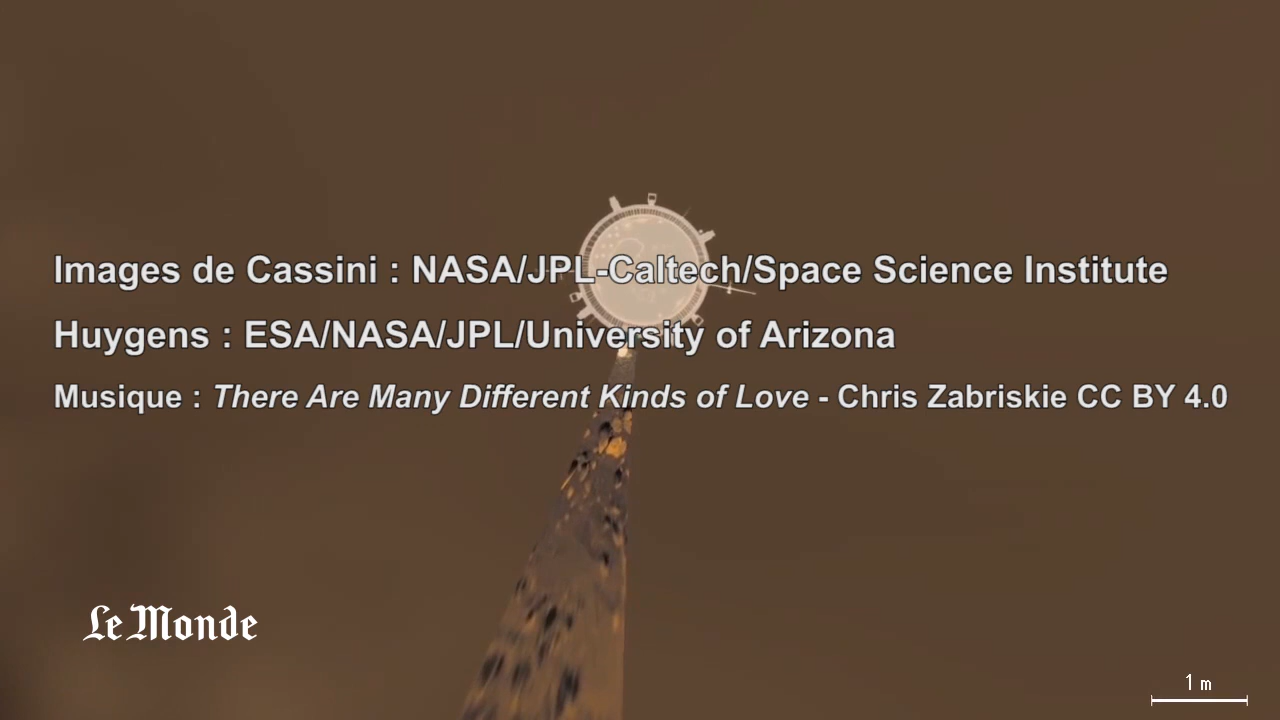 Images de Cassini : NASA/JPL-Caltech/Space Science Institute
Huygens : ESA/NASA/JPL/University of Arizona
Musique : There Are Many Different Kinds of Love - Chris Zabriskie CC BY 4.0
Le Monde
1 m